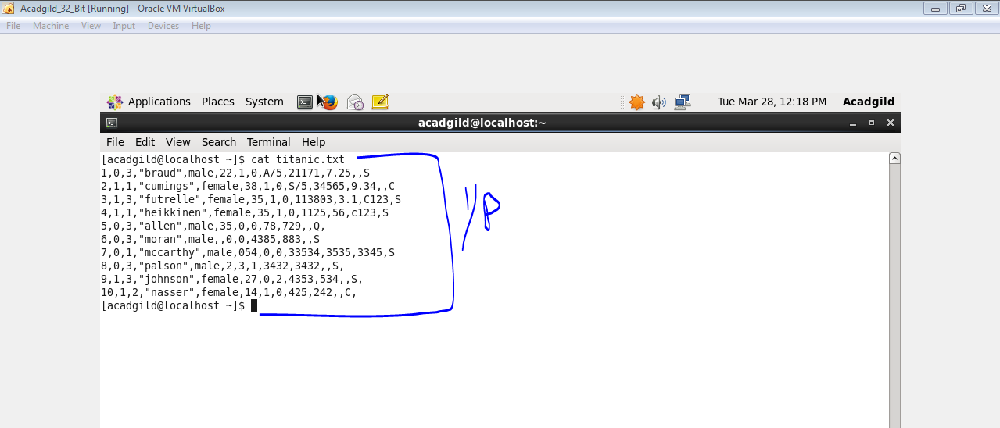 Acadgild_32_Bit [Running] - Oracle VM VirtualBox
File Machine View Input Devices Help
Applications Places System Tue Mar 28, 12:18 PM Acadgild
acadgild@localhost:~
File Edit View Search Terminal Help
[acadgild@localhost ~]$ cat titanic.txt
1,0,3,"braud",male,22,1,0,A/5,21171,7.25,,S
2,1,1,"cumings",female,38,1,0,S/5,34565,9.34,,C
3,1,3,"futrelle",female,35,1,0,113803,3.1,C123,S
4,1,1,"heikkinen",female,35,1,0,1125,56,c123,S
5,0,3,"allen",male,35,0,0,78,729,,Q,
6,0,3,"moran",male,,0,0,4385,883,,S
7,0,1,"mccarthy",male,054,0,0,33534,3535,3345,S
8,0,3,"palson",male,2,3,1,3432,3432,,S,
9,1,3,"johnson",female,27,0,2,4353,534,,S,
10,1,2,"nasser",female,14,1,0,425,242,,C,
[acadgild@localhost ~]$
I/p